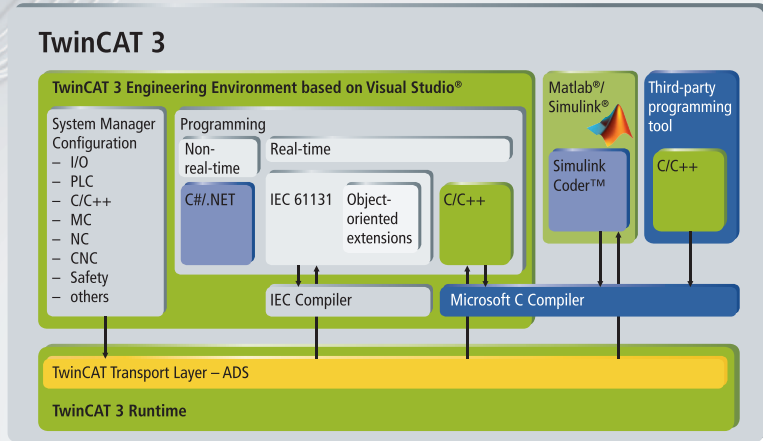 TwinCAT 3
TwinCAT 3 Engineering Environment based on Visual Studio®
System Manager
Configuration
– I/O
– PLC
– C/C++
– MC
– NC
– CNC
– Safety
– others
Programming
Non-
real-time
Real-time
C#/.NET
IEC 61131
Object-
oriented
extensions
C/C++
Matlab®/
Simulink®
Simulink
Coder™
Third-party
programming
tool
C/C++
IEC Compiler
Microsoft C Compiler
TwinCAT Transport Layer – ADS
TwinCAT 3 Runtime